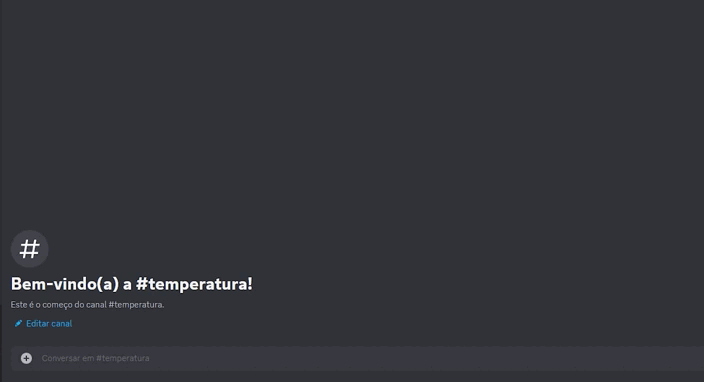 #
Bem-vindo(a) a #temperatura!
Este é o começo do canal #temperatura.
Editar canal
Conversar em #temperatura